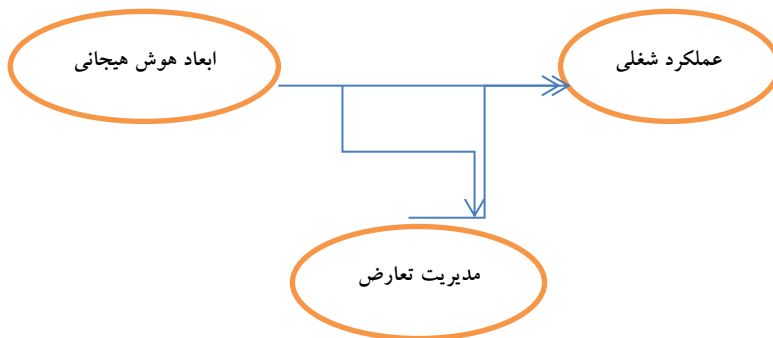 عملکرد شغلی
ابعاد هوش هیجانی
مدیریت تعارض